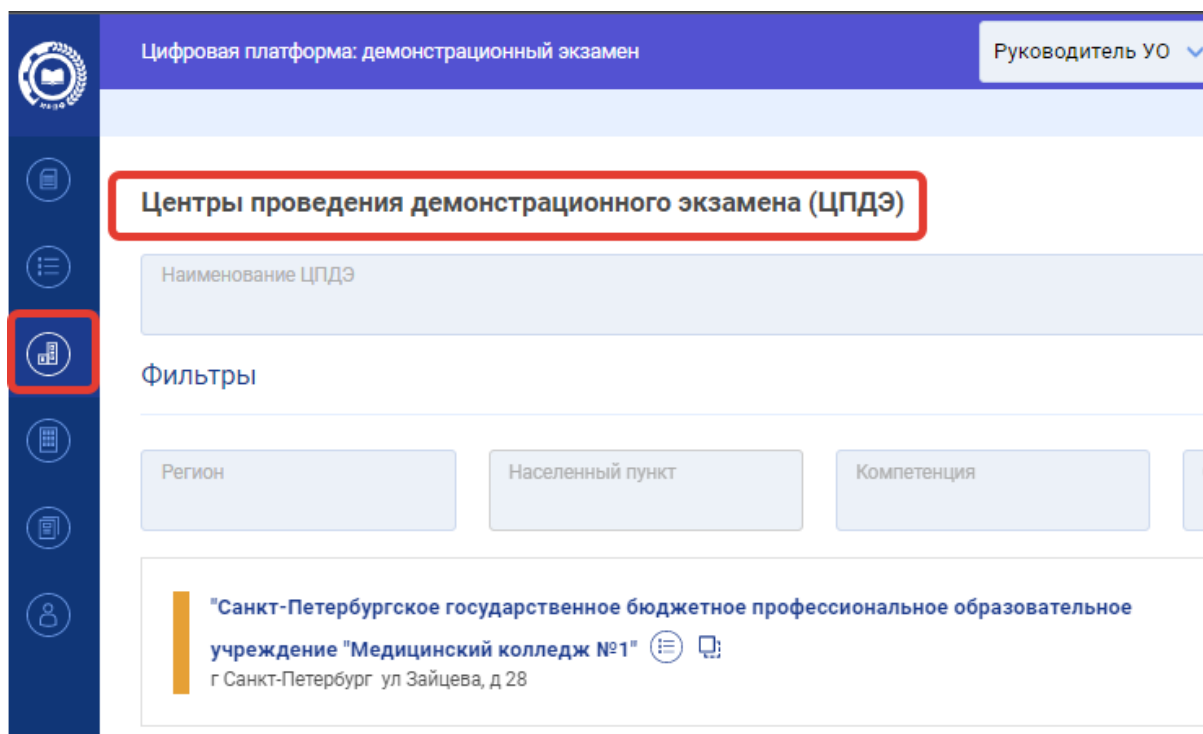 Цифровая платформа: демонстрационный экзамен
Руководитель УО
Центры проведения демонстрационного экзамена (ЦПДЭ)
Наименование ЦПДЭ
Фильтры
Регион
Населенный пункт
Компетенция
"Санкт-Петербургское государственное бюджетное профессиональное образовательное
учреждение "Медицинский колледж №1"
г Санкт-Петербург ул Зайцева, д 28